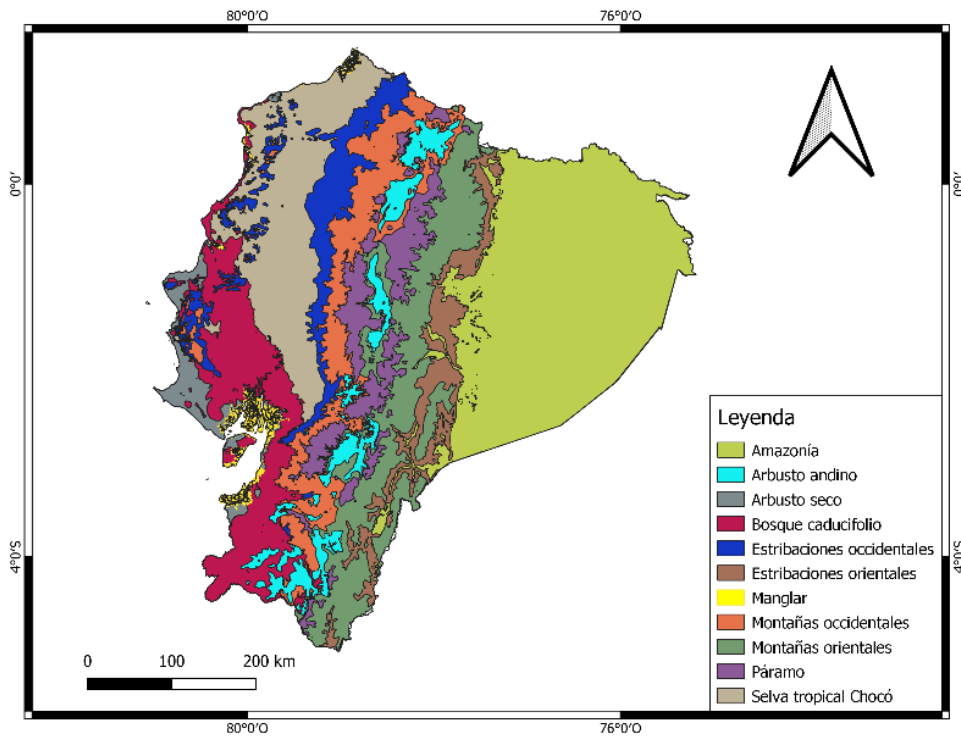 80°0'O 76°0'O
0°0' 0°0'
4°0'S 4°0'S
Leyenda
Amazonía
Arbusto andino
Arbusto seco
Bosque caducifolio
Estribaciones occidentales
Estribaciones orientales
Manglar
Montañas occidentales
Montañas orientales
Páramo
Selva tropical Chocó
0 100 200 km
80°0'O 76°0'O